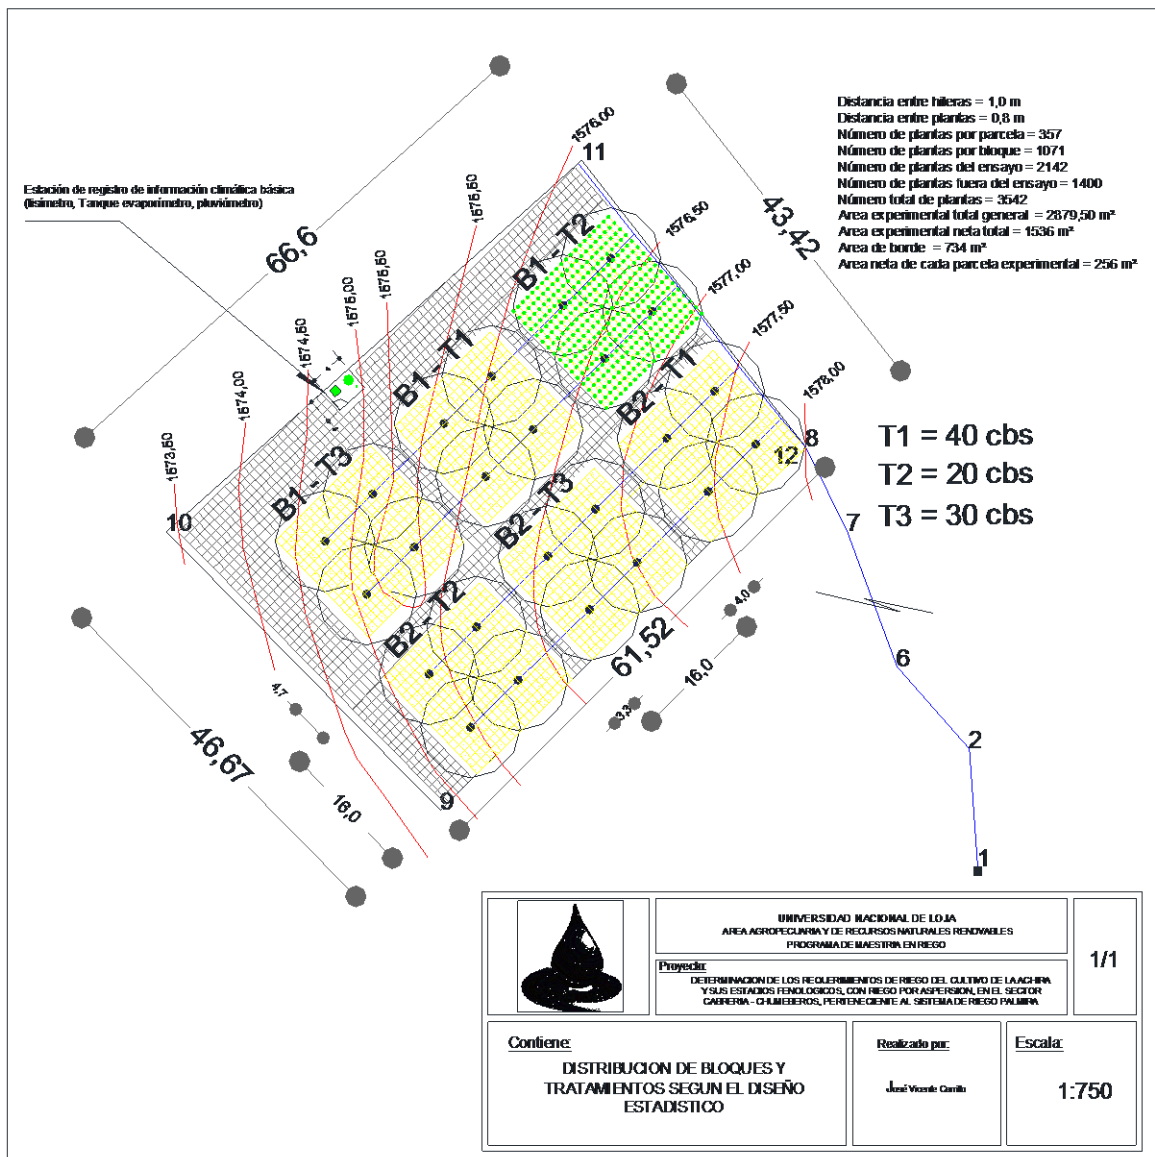 Distancia entre hileras = 1,0 m
Distancia entre plantas = 0,8 m
Número de plantas por parcela = 357
Número de plantas por bloque = 1071
Número de plantas del ensayo = 2142
Número de plantas fuera del ensayo = 1400
Número total de plantas = 3542
Area experimental total general = 2879,50 m²
Area experimental neta total = 1536 m²
Area de borde = 734 m²
Area neta de cada parcela experimental = 256 m²
Estación de registro de información climática básica
(lisímetro, Tanque evaporímetro, pluviómetro)
66,6
43,42
1576,00
11
1575,50
1576,50
1577,00
1577,50
1578,00
1575,50
1575,00
1574,50
1574,00
1573,50
B1 - T2
B1 - T1
B2 - T1
B1 - T3
B2 - T3
B2 - T2
10
8
12
7
T1 = 40 cbs
T2 = 20 cbs
T3 = 30 cbs
4,0
61,52
16,0
3,3
6
4,7
46,67
16,0
9
2
1
UNIVERSIDAD NACIONAL DE LOJA
AREA AGROPECUARIA Y DE RECURSOS NATURALES RENOVABLES
PROGRAMA DE MAESTRIA EN RIEGO
1/1
Proyecto:
DETERMINACION DE LOS REQUERIMIENTOS DE RIEGO DEL CULTIVO DE LA ACHIRA
Y SUS ESTADIOS FENOLOGICOS, CON RIEGO POR ASPERSION, EN EL SECTOR
CABRERIA - CHUMBEROS, PERTENECIENTE AL SISTEMA DE RIEGO PALMIRA
Contiene:
DISTRIBUCION DE BLOQUES Y
TRATAMIENTOS SEGUN EL DISEÑO
ESTADISTICO
Realizado por:
José Vicente Carrillo
Escala:
1:750